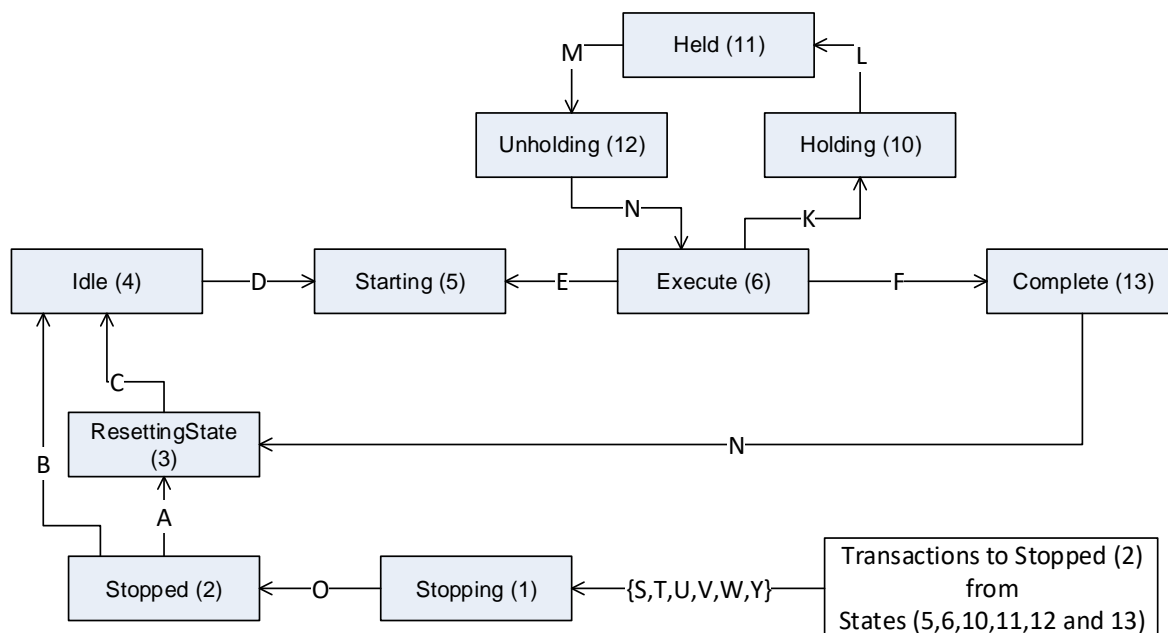 Held (11)
M
L
Unholding (12)
Holding (10)
N
K
Idle (4)
D
Starting (5)
E
Execute (6)
F
Complete (13)
C
ResettingState
(3)
N
B
A
Stopped (2)
O
Stopping (1)
{S,T,U,V,W,Y}
Transactions to Stopped (2)
from
States (5,6,10,11,12 and 13)